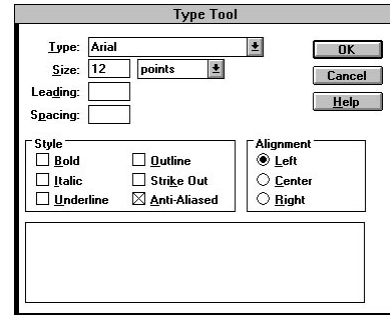 Type Tool
Type: Arial
OK
Size: 12 points
Cancel
Leading:
Help
Spacing:
Style
Alignment
Bold Outline
Left
Italic Strike Out
Center
Underline Anti-Aliased
Right